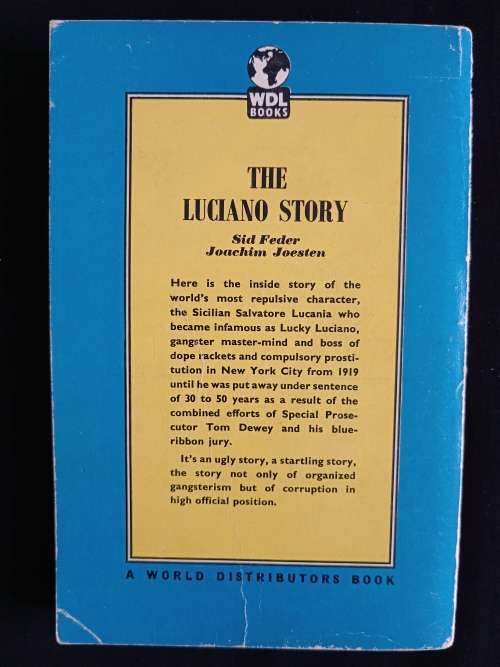 WDL
BOOKS
THE
LUCIANO STORY
Sid Feder
Joachim Joesten
Here is the inside story of the
world's most repulsive character,
the Sicilian Salvatore Lucania who
became infamous as Lucky Luciano,
gangster master-mind and boss of
dope rackets and compulsory prosti-
tution in New York City from 1919
until he was put away under sentence
of 30 to 50 years as a result of the
combined efforts of Special Prose-
cutor Tom Dewey and his blue-
ribbon jury.
It's an ugly story, a startling story,
the story not only of organized
gangsterism but of corruption in
high official position.
A WORLD DISTRIBUTORS BOOK